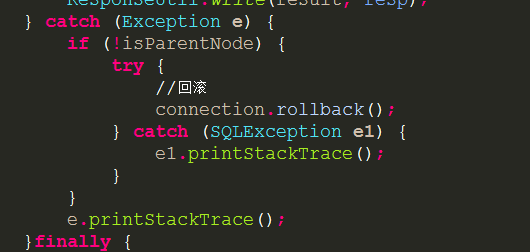 ResponseUtil.write(result, resp);
} catch (Exception e) {
if (!isParentNode) {
try {
//回滚
connection.rollback();
} catch (SQLException e1) {
e1.printStackTrace();
}
}
e.printStackTrace();
}finally {